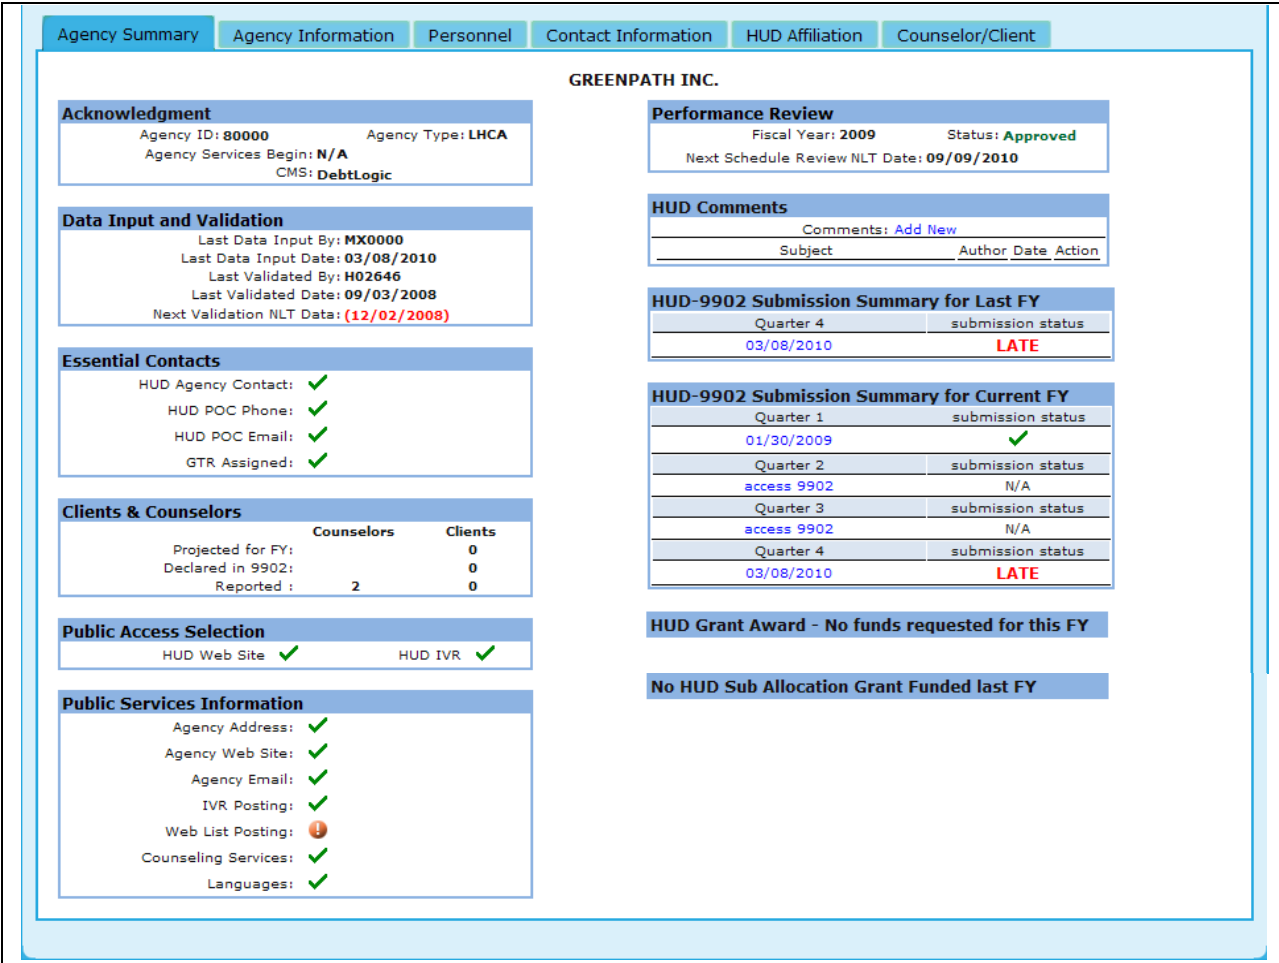 Agency Summary Agency Information Personnel Contact Information HUD Affiliation Counselor/Client
GREENPATH INC.
Acknowledgment
Agency ID: 80000 Agency Type: LHCA
Agency Services Begin: N/A
CMS: DebtLogic
Data Input and Validation
Last Data Input By: MX0000
Last Data Input Date: 03/08/2010
Last Validated By: H02646
Last Validated Date: 09/03/2008
Next Validation NLT Data: (12/02/2008)
Essential Contacts
HUD Agency Contact:
HUD POC Phone:
HUD POC Email:
GTR Assigned:
Clients & Counselors
Counselors Clients
Projected for FY: 0
Declared in 9902: 0
Reported : 2 0
Public Access Selection
HUD Web Site HUD IVR
Public Services Information
Agency Address:
Agency Web Site:
Agency Email:
IVR Posting:
Web List Posting:
Counseling Services:
Languages:
Performance Review
Fiscal Year: 2009 Status: Approved
Next Schedule Review NLT Date: 09/09/2010
HUD Comments
Comments: Add New
Subject Author Date Action
HUD-9902 Submission Summary for Last FY
Quarter 4 submission status
03/08/2010 LATE
HUD-9902 Submission Summary for Current FY
Quarter 1 submission status
01/30/2009
Quarter 2 submission status
access 9902 N/A
Quarter 3 submission status
access 9902 N/A
Quarter 4 submission status
03/08/2010 LATE
HUD Grant Award - No funds requested for this FY
No HUD Sub Allocation Grant Funded last FY